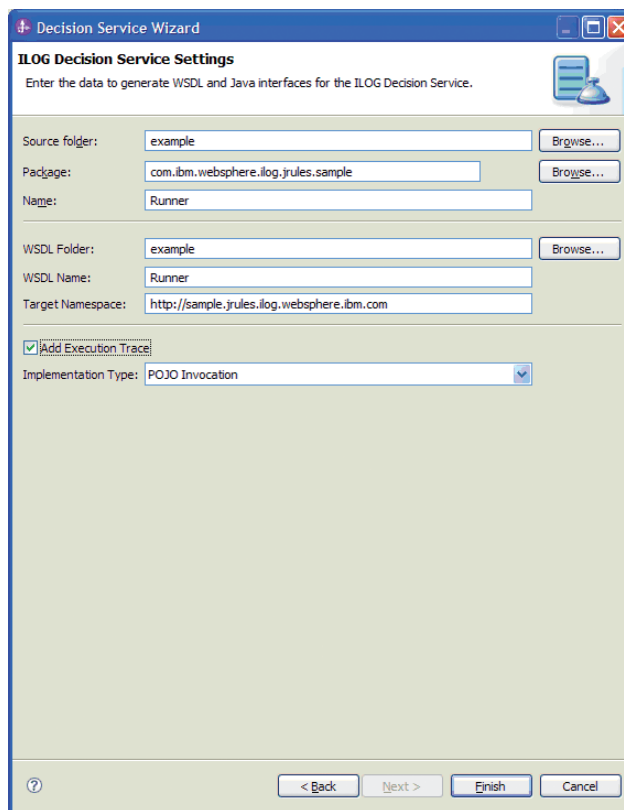 Decision Service Wizard
ILOG Decision Service Settings
Enter the data to generate WSDL and Java interfaces for the ILOG Decision Service.
Source folder: example Browse...
Package: com.ibm.websphere.ilog.jrules.sample Browse...
Name: Runner
WSDL Folder: example Browse...
WSDL Name: Runner
Target Namespace: http://sample.jrules.ilog.websphere.ibm.com
Add Execution Trace
Implementation Type: POJO Invocation
? < Back Next > Finish Cancel